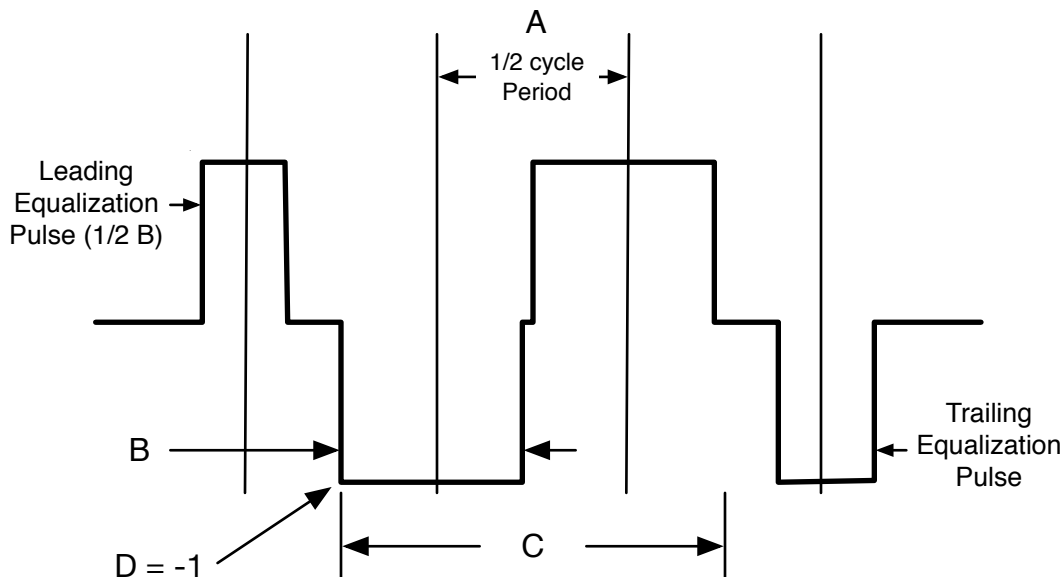 A
1/2 cycle
Period
Leading
Equalization
Pulse (1/2 B)
B
Trailing
Equalization
Pulse
C
D = -1